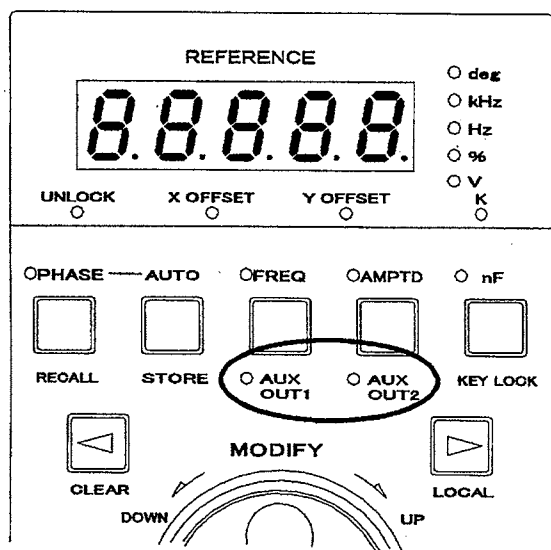 REFERENCE
deg
kHz
Hz
%
V
8.8.8.8.8.
UNLOCK X OFFSET Y OFFSET K
PHASE AUTO FREQ AMPTD nF
RECALL STORE AUX OUT1 AUX OUT2 KEY LOCK
MODIFY
CLEAR LOCAL
DOWN UP